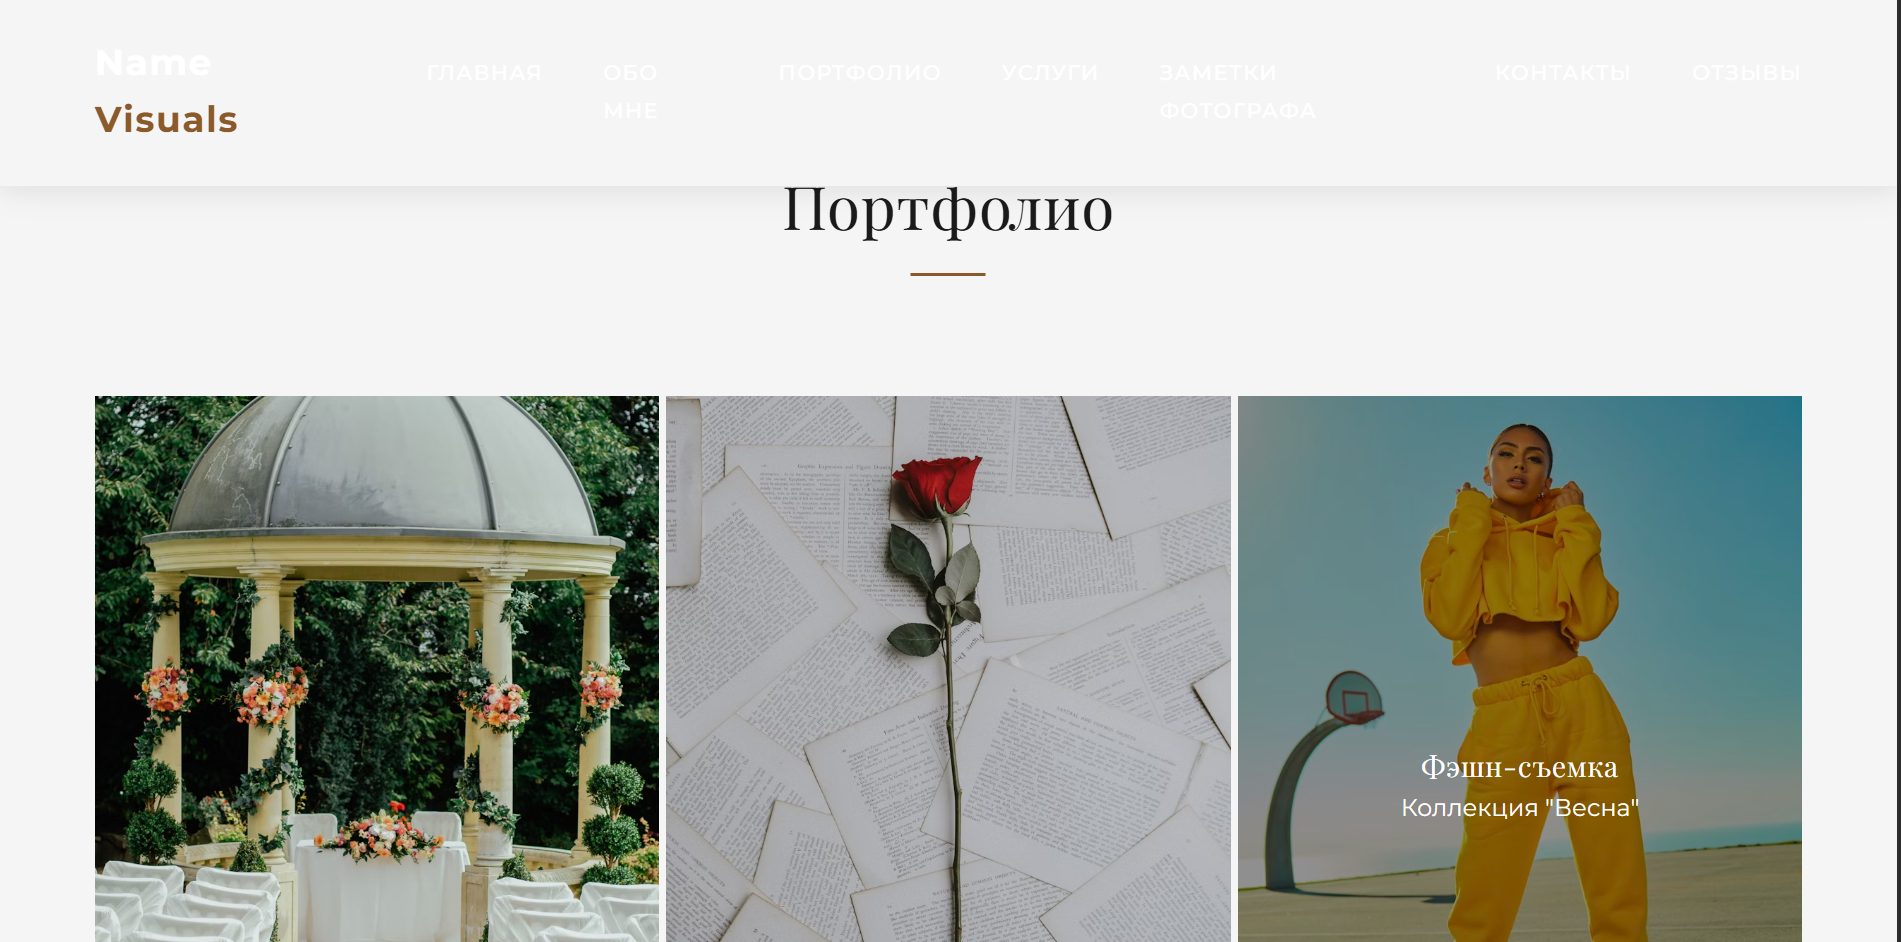 Name
Visuals
ГЛАВНАЯ
ОБО
МНЕ
ПОРТФОЛИО
УСЛУГИ
ЗАМЕТКИ
ФОТОГРАФА
КОНТАКТЫ
ОТЗЫВЫ
Портфолио
Фэшн-съемка
Коллекция "Весна"